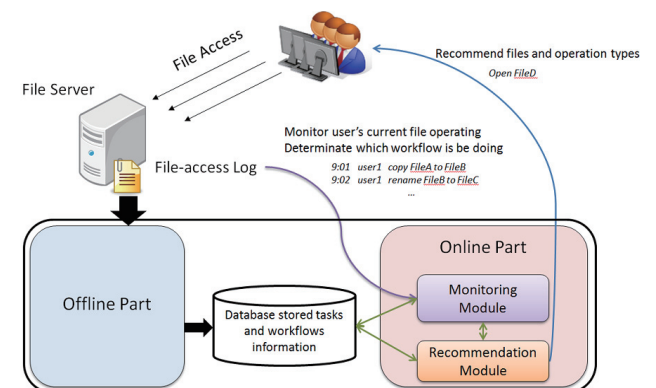 File Access
Recommend files and operation types
Open FileD
File Server
Monitor user's current file operating
Determinate which workflow is be doing
9:01 user1 copy FileA to FileB
9:02 user1 rename FileB to FileC
...
File-access Log
Offline Part
Database stored tasks
and workflows
information
Online Part
Monitoring
Module
Recommendation
Module